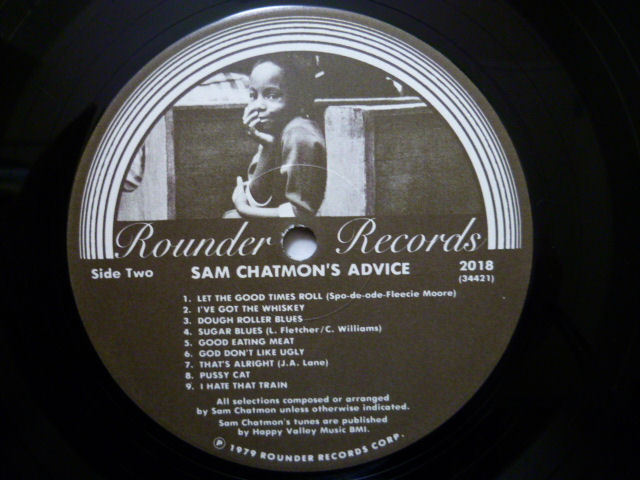 Rounder Records
Side Two SAM CHATMON'S ADVICE 2018
(34421)
1. LET THE GOOD TIMES ROLL (Spo-de-ode-Fleecie Moore)
2. I'VE GOT THE WHISKEY
3. DOUGH ROLLER BLUES
4. SUGAR BLUES (L. Fletcher/C. Williams)
5. GOOD EATING MEAT
6. GOD DON'T LIKE UGLY
7. THAT'S ALRIGHT (J.A. Lane)
8. PUSSY CAT
9. I HATE THAT TRAIN
All selections composed or arranged
by Sam Chatmon unless otherwise indicated.
Sam Chatmon's tunes are published
by Happy Valley Music BMI.
℗ 1979 ROUNDER RECORDS CORP.